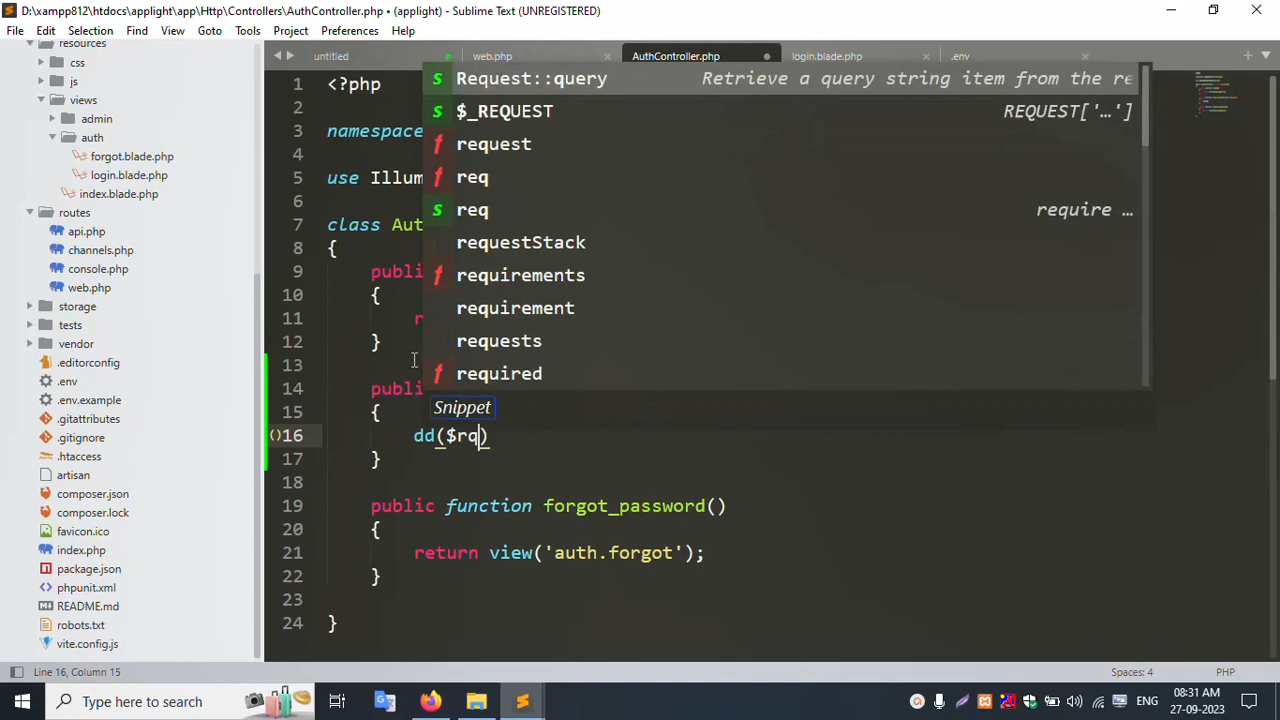 D:\xampp812\htdocs\applight\app\Http\Controllers\AuthController.php • (applight) - Sublime Text (UNREGISTERED)
File Edit Selection Find View Goto Tools Project Preferences Help
untitled web.php AuthController.php login.blade.php .env
resources
css
js
views
admin
auth
forgot.blade.php
login.blade.php
index.blade.php
routes
api.php
channels.php
console.php
web.php
storage
tests
vendor
.editorconfig
.env
.env.example
.gitattributes
.gitignore
.htaccess
artisan
composer.json
composer.lock
favicon.ico
index.php
package.json
phpunit.xml
README.md
robots.txt
vite.config.js
1 <?php
2
3 namespace
4
5 use Illum
6
7 class Aut
8 {
9 publi
10 {
11 r
12 }
13
14 publi
15 {
16 dd($rq)
17 }
18
19 public function forgot_password()
20 {
21 return view('auth.forgot');
22 }
23
24 }
s Request::query Retrieve a query string item from the re
s $_REQUEST REQUEST['…']
f request
f req
s req require …
requestStack
f requirements
requirement
requests
f required
Snippet
Line 16, Column 15 Spaces: 4 PHP
Type here to search
ENG
08:31 AM
27-09-2023